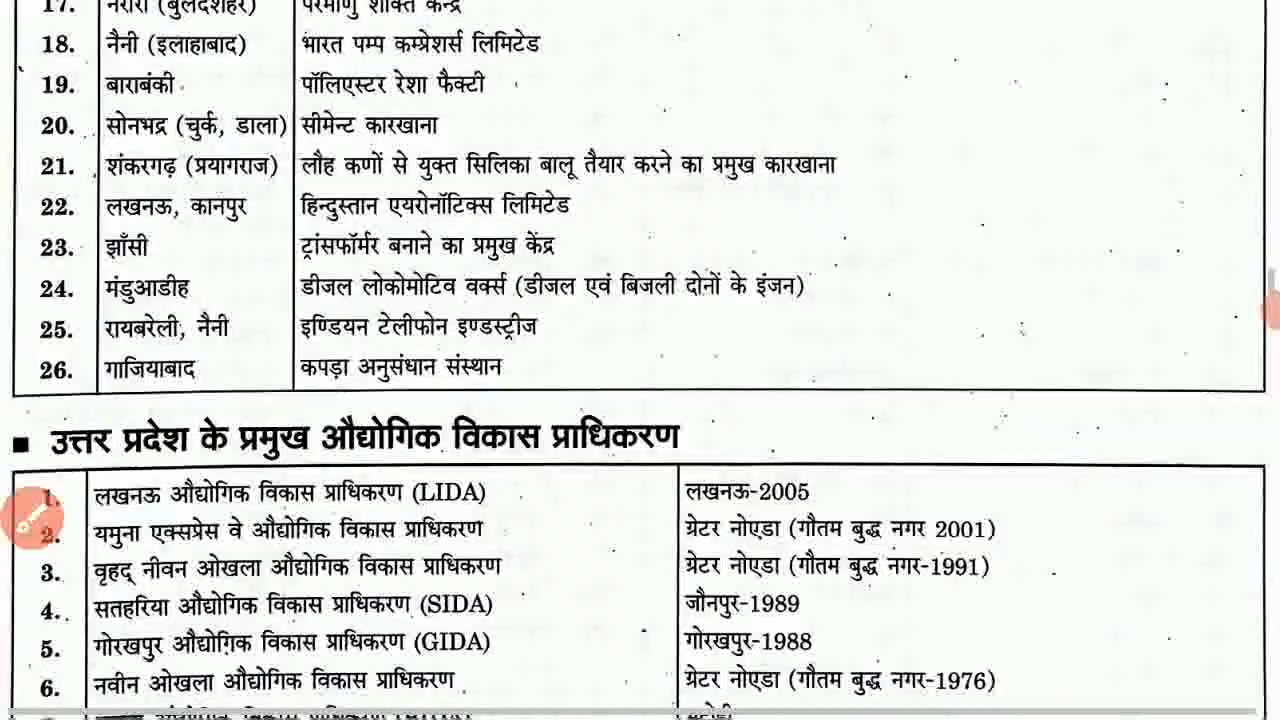 17. नरौरा (बुलंदशहर) परमाणु शक्ति केन्द्र
18. नैनी (इलाहाबाद) भारत पम्प कम्प्रेशर्स लिमिटेड
19. बाराबंकी पॉलिएस्टर रेशा फैक्टी
20. सोनभद्र (चुर्क, डाला) सीमेन्ट कारखाना
21. शंकरगढ़ (प्रयागराज) लौह कणों से युक्त सिलिका बालू तैयार करने का प्रमुख कारखाना
22. लखनऊ, कानपुर हिन्दुस्तान एयरोनॉटिक्स लिमिटेड
23. झाँसी ट्रांसफॉर्मर बनाने का प्रमुख केंद्र
24. मंडुआडीह डीजल लोकोमोटिव वर्क्स (डीजल एवं बिजली दोनों के इंजन)
25. रायबरेली, नैनी इण्डियन टेलीफोन इण्डस्ट्रीज
26. गाजियाबाद कपड़ा अनुसंधान संस्थान
■ उत्तर प्रदेश के प्रमुख औद्योगिक विकास प्राधिकरण
1. लखनऊ औद्योगिक विकास प्राधिकरण (LIDA) लखनऊ-2005
2. यमुना एक्सप्रेस वे औद्योगिक विकास प्राधिकरण ग्रेटर नोएडा (गौतम बुद्ध नगर 2001)
3. वृहद् नीवन ओखला औद्योगिक विकास प्राधिकरण ग्रेटर नोएडा (गौतम बुद्ध नगर-1991)
4. सतहरिया औद्योगिक विकास प्राधिकरण (SIDA) जौनपुर-1989
5. गोरखपुर औद्योगिक विकास प्राधिकरण (GIDA) गोरखपुर-1988
6. नवीन ओखला औद्योगिक विकास प्राधिकरण ग्रेटर नोएडा (गौतम बुद्ध नगर-1976)